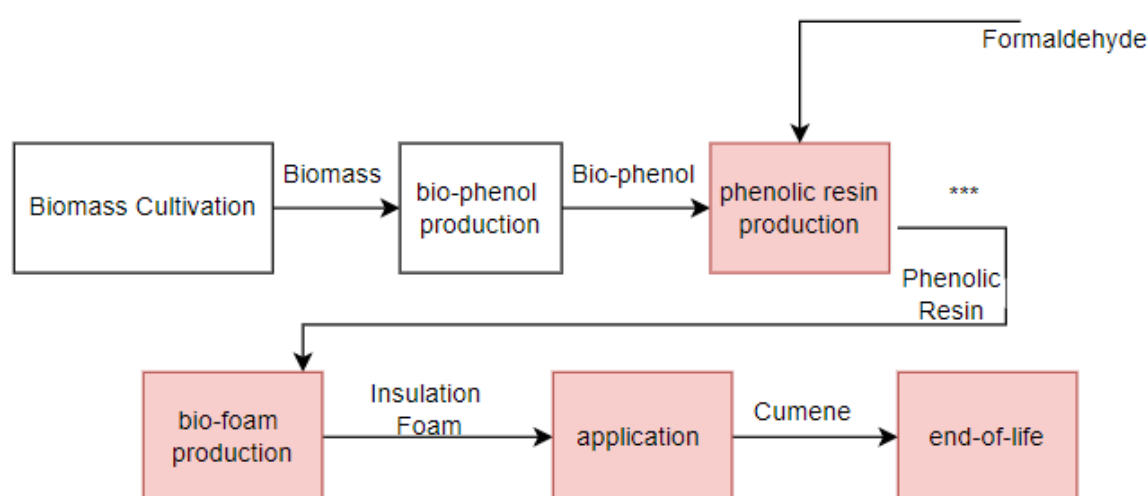 Formaldehyde
Biomass Cultivation
Biomass
bio-phenol
production
Bio-phenol
phenolic resin
production
***
Phenolic
Resin
bio-foam
production
Insulation
Foam
application
Cumene
end-of-life